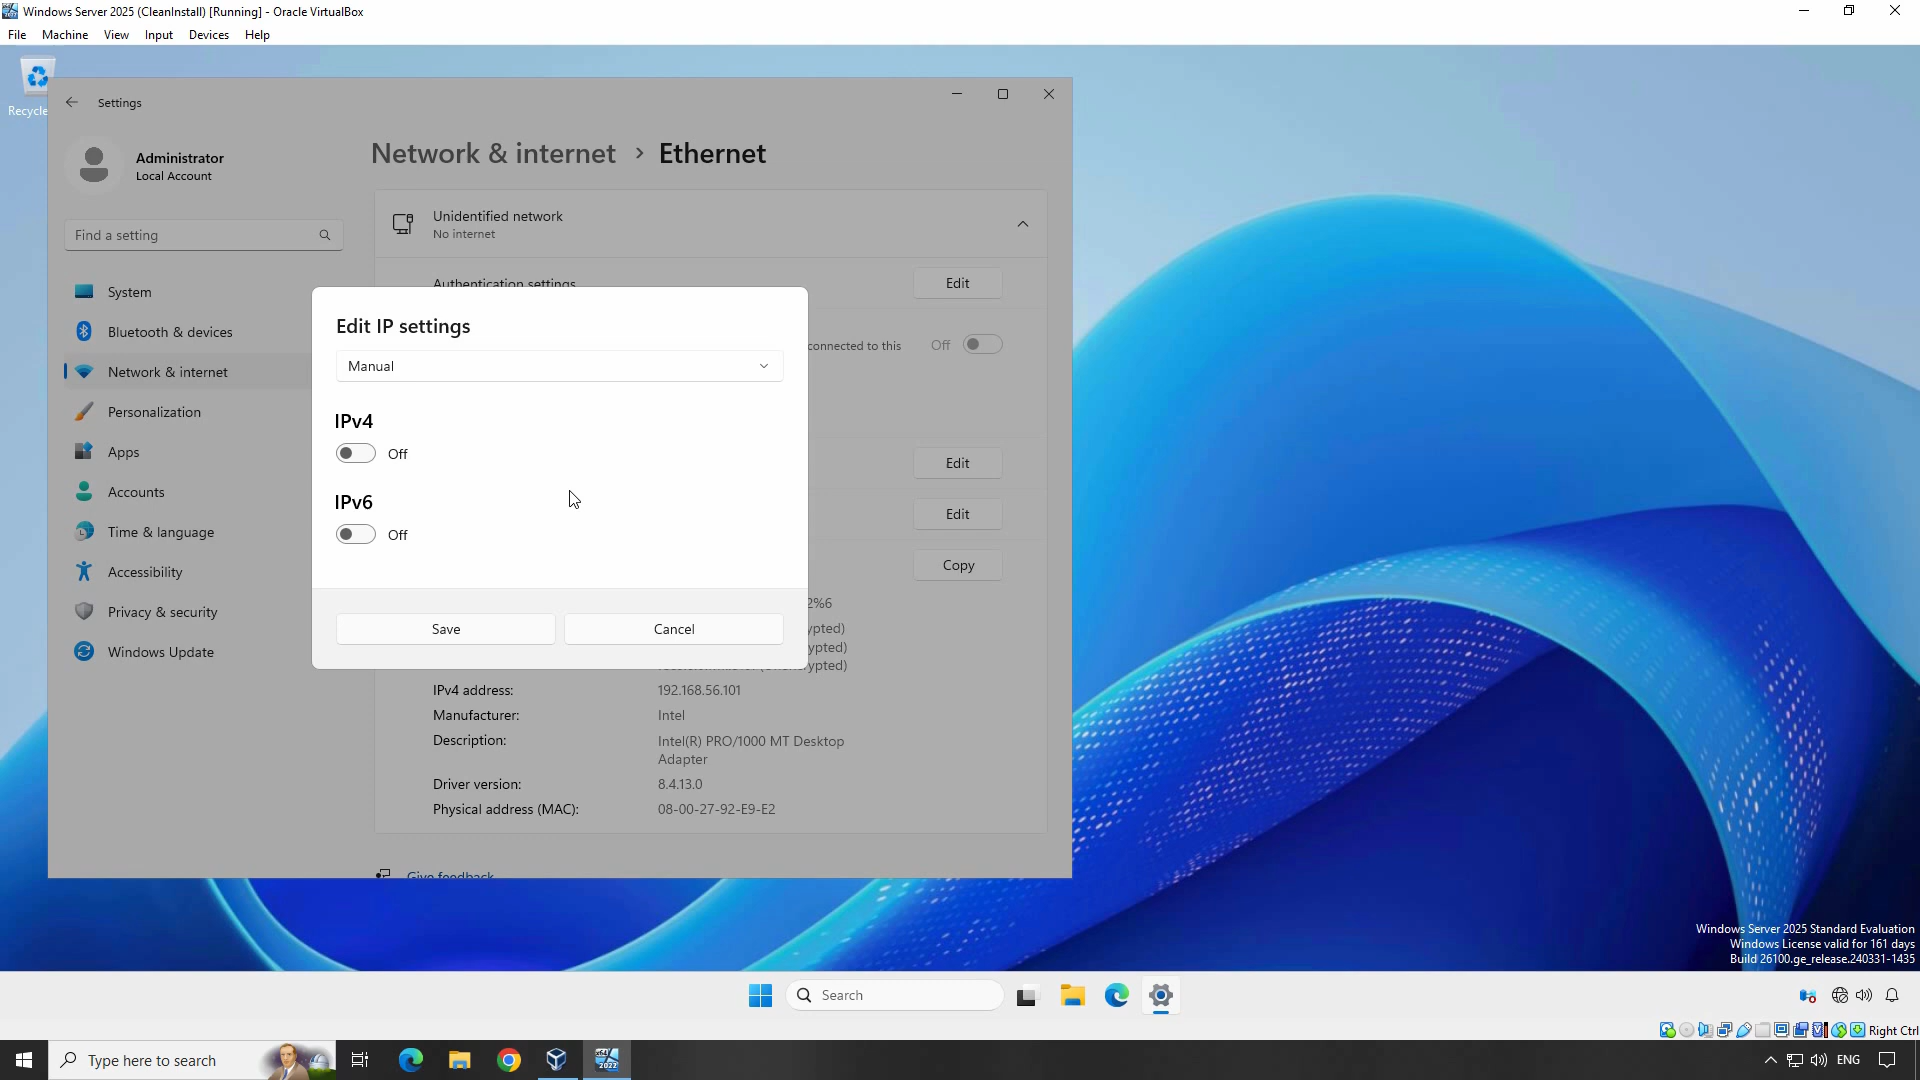 Windows Server 2025 (CleanInstall) [Running] - Oracle VirtualBox
File Machine View Input Devices Help
Recycle
Settings
Administrator
Local Account
Find a setting
System
Bluetooth & devices
Network & internet
Personalization
Apps
Accounts
Time & language
Accessibility
Privacy & security
Windows Update
Network & internet > Ethernet
Unidentified network
No internet
Authentication settings
Edit
connected to this
Off
Edit IP settings
Manual
IPv4
Off
IPv6
Off
Save
Cancel
Edit
Edit
Copy
2%6
ypted)
ypted)
ypted)
IPv4 address: 192.168.56.101
Manufacturer: Intel
Description: Intel(R) PRO/1000 MT Desktop
Adapter
Driver version: 8.4.13.0
Physical address (MAC): 08-00-27-92-E9-E2
Give feedback
Windows Server 2025 Standard Evaluation
Windows License valid for 161 days
Build 26100.ge_release.240331-1435
Search
Right Ctrl
Type here to search
ENG